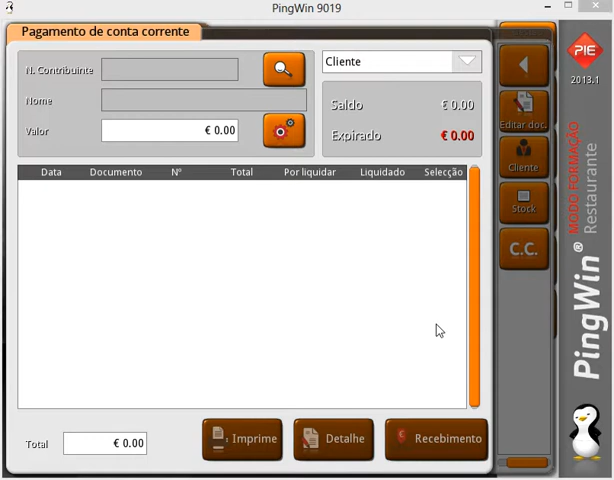 PingWin 9019
Pagamento de conta corrente
N. Contribuinte
Nome
Valor
€ 0.00
Cliente
Saldo € 0.00
Expirado € 0.00
Data Documento Nº Total Por liquidar Liquidado Selecção
Total € 0.00
Imprime
Detalhe
Recebimento
Editar doc.
Cliente
Stock
C.C.
PIE
2013.1
MODO FORMAÇÃO
Restaurante
PingWin®